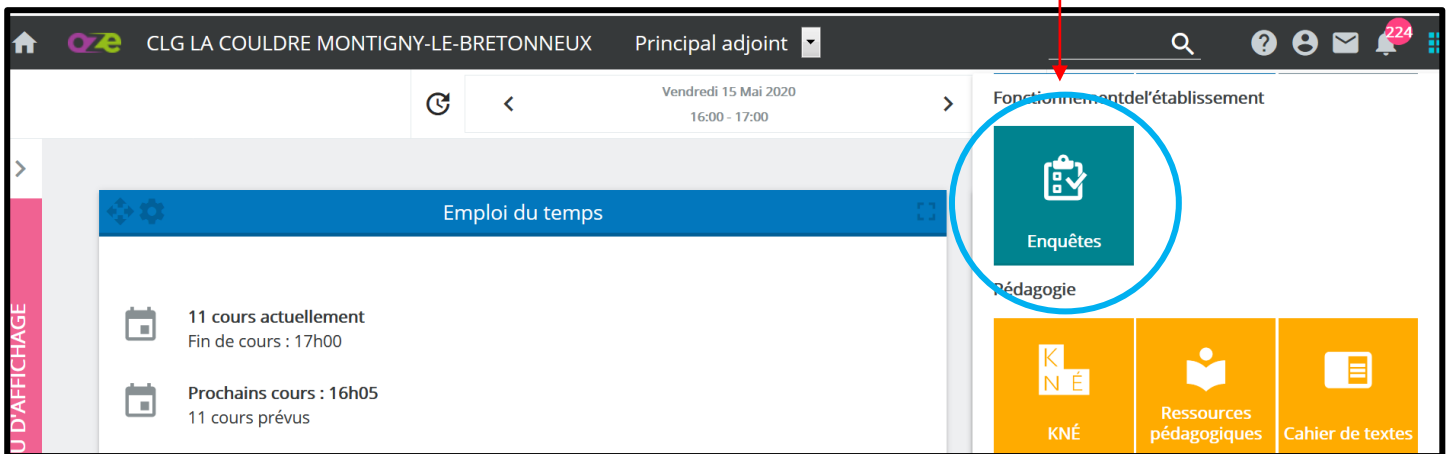 oze CLG LA COULDRE MONTIGNY-LE-BRETONNEUX Principal adjoint 224
Vendredi 15 Mai 2020
16:00 - 17:00
Fonctionnementdel'établissement
Enquêtes
Emploi du temps
11 cours actuellement
Fin de cours : 17h00
Prochains cours : 16h05
11 cours prévus
U D'AFFICHAGE
Pédagogie
K
N É
KNÉ
Ressources
pédagogiques
Cahier de textes